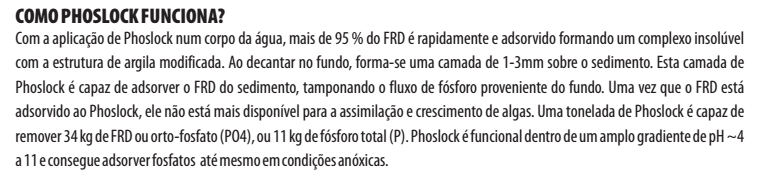 COMO PHOSLOCK FUNCIONA?
Com a aplicação de Phoslock num corpo da água, mais de 95 % do FRD é rapidamente e adsorvido formando um complexo insolúvel
com a estrutura de argila modificada. Ao decantar no fundo, forma-se uma camada de 1-3mm sobre o sedimento. Esta camada de
Phoslock é capaz de adsorver o FRD do sedimento, tamponando o fluxo de fósforo proveniente do fundo. Uma vez que o FRD está
adsorvido ao Phoslock, ele não está mais disponível para a assimilação e crescimento de algas. Uma tonelada de Phoslock é capaz de
remover 34 kg de FRD ou orto-fosfato (PO4), ou 11 kg de fósforo total (P). Phoslock é funcional dentro de um amplo gradiente de pH ~4
a 11 e consegue adsorver fosfatos até mesmo em condições anóxicas.